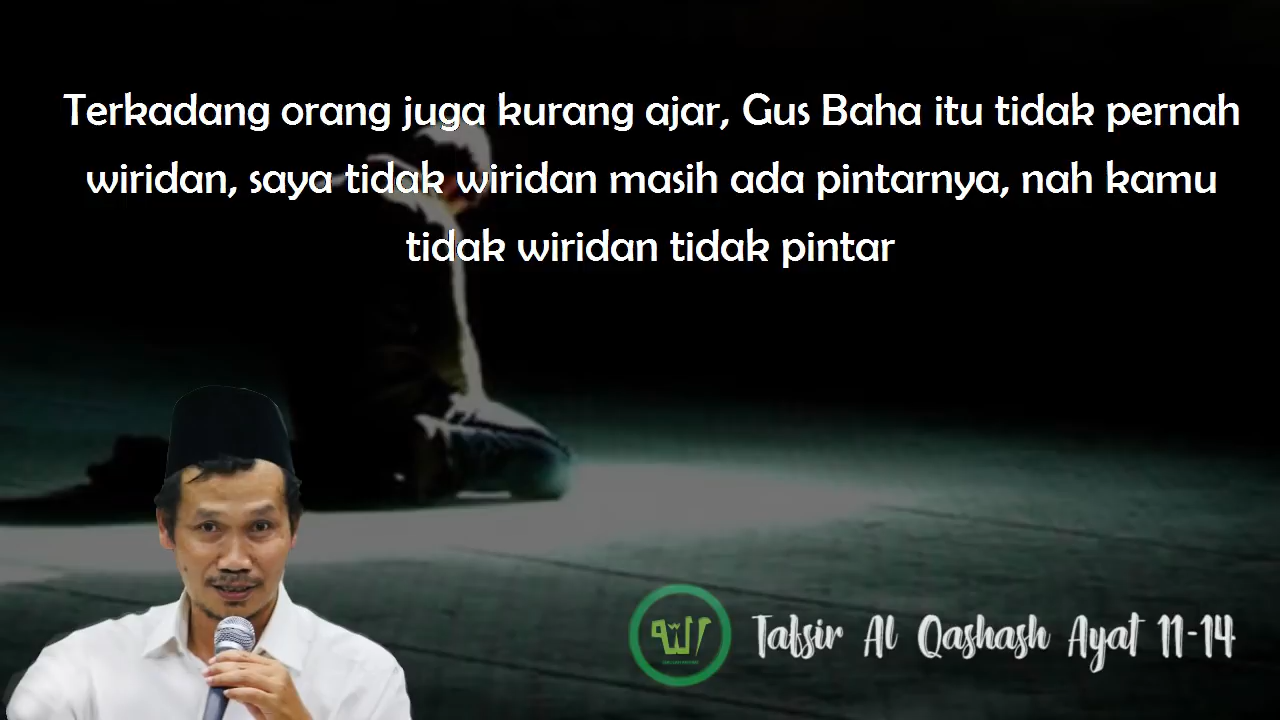 Terkadang orang juga kurang ajar, Gus Baha itu tidak pernah
wiridan, saya tidak wiridan masih ada pintarnya, nah kamu
tidak wiridan tidak pintar
Tafsir Al Qashash Ayat 11-14